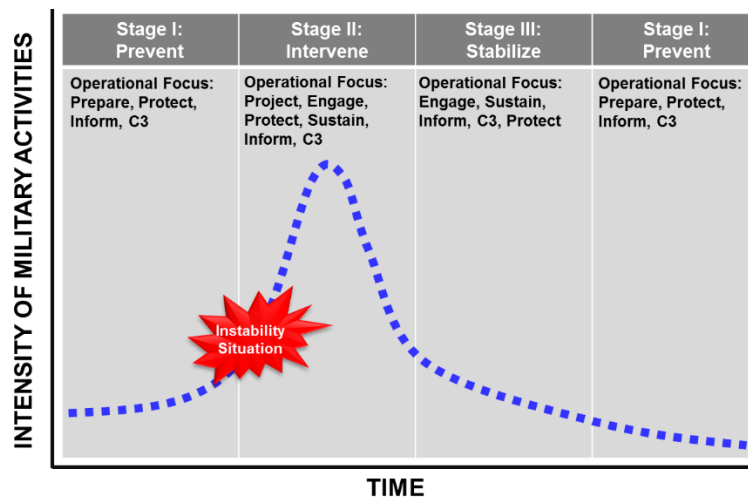 INTENSITY OF MILITARY ACTIVITIES
Stage I:
Prevent
Operational Focus:
Prepare, Protect,
Inform, C3
Stage II:
Intervene
Operational Focus:
Project, Engage,
Protect, Sustain,
Inform, C3
Stage III:
Stabilize
Operational Focus:
Engage, Sustain,
Inform, C3, Protect
Stage I:
Prevent
Operational Focus:
Prepare, Protect,
Inform, C3
Instability
Situation
TIME